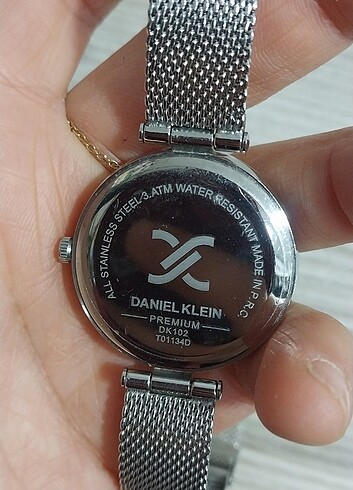 ALL STAINLESS STEEL 3.ATM WATER RESISTANT MADE IN P.R.C.
DANIEL KLEIN
PREMIUM
DK102
T01134D